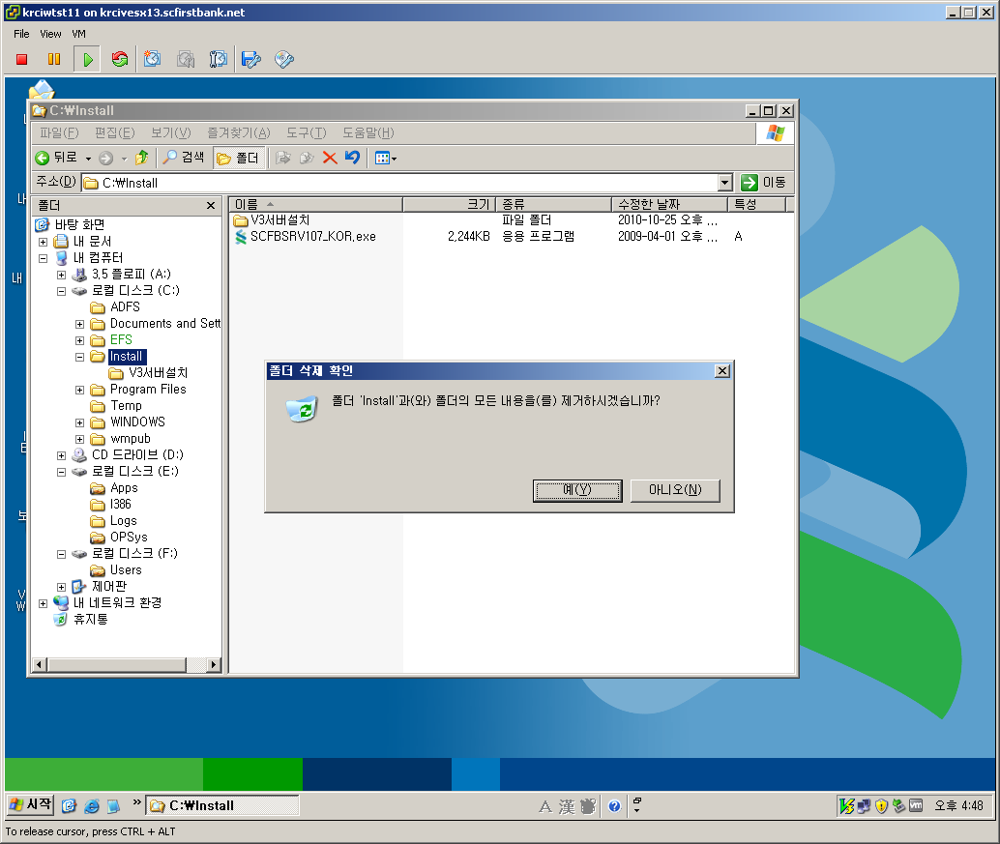 krciwtst11 on krcivesx13.scfirstbank.net
File View VM
C:₩Install
파일(F) 편집(E) 보기(V) 즐겨찾기(A) 도구(T) 도움말(H)
뒤로 검색 폴더
주소(D) C:₩Install 이동
폴더
이름 크기 종류 수정한 날짜 특성
V3서버설치 파일 폴더 2010-10-25 오후 ...
SCFBSRV107_KOR.exe 2,244KB 응용 프로그램 2009-04-01 오후 ... A
바탕 화면
내 문서
내 컴퓨터
3.5 플로피 (A:)
로컬 디스크 (C:)
ADFS
Documents and Sett
EFS
Install
V3서버설치
Program Files
Temp
WINDOWS
wmpub
CD 드라이브 (D:)
로컬 디스크 (E:)
Apps
I386
Logs
OPSys
로컬 디스크 (F:)
Users
제어판
내 네트워크 환경
휴지통
폴더 삭제 확인
폴더 'Install'과(와) 폴더의 모든 내용을(를) 제거하시겠습니까?
예(Y) 아니오(N)
내
내
보
V
W
시작 » C:₩Install A 漢 오후 4:48
To release cursor, press CTRL + ALT